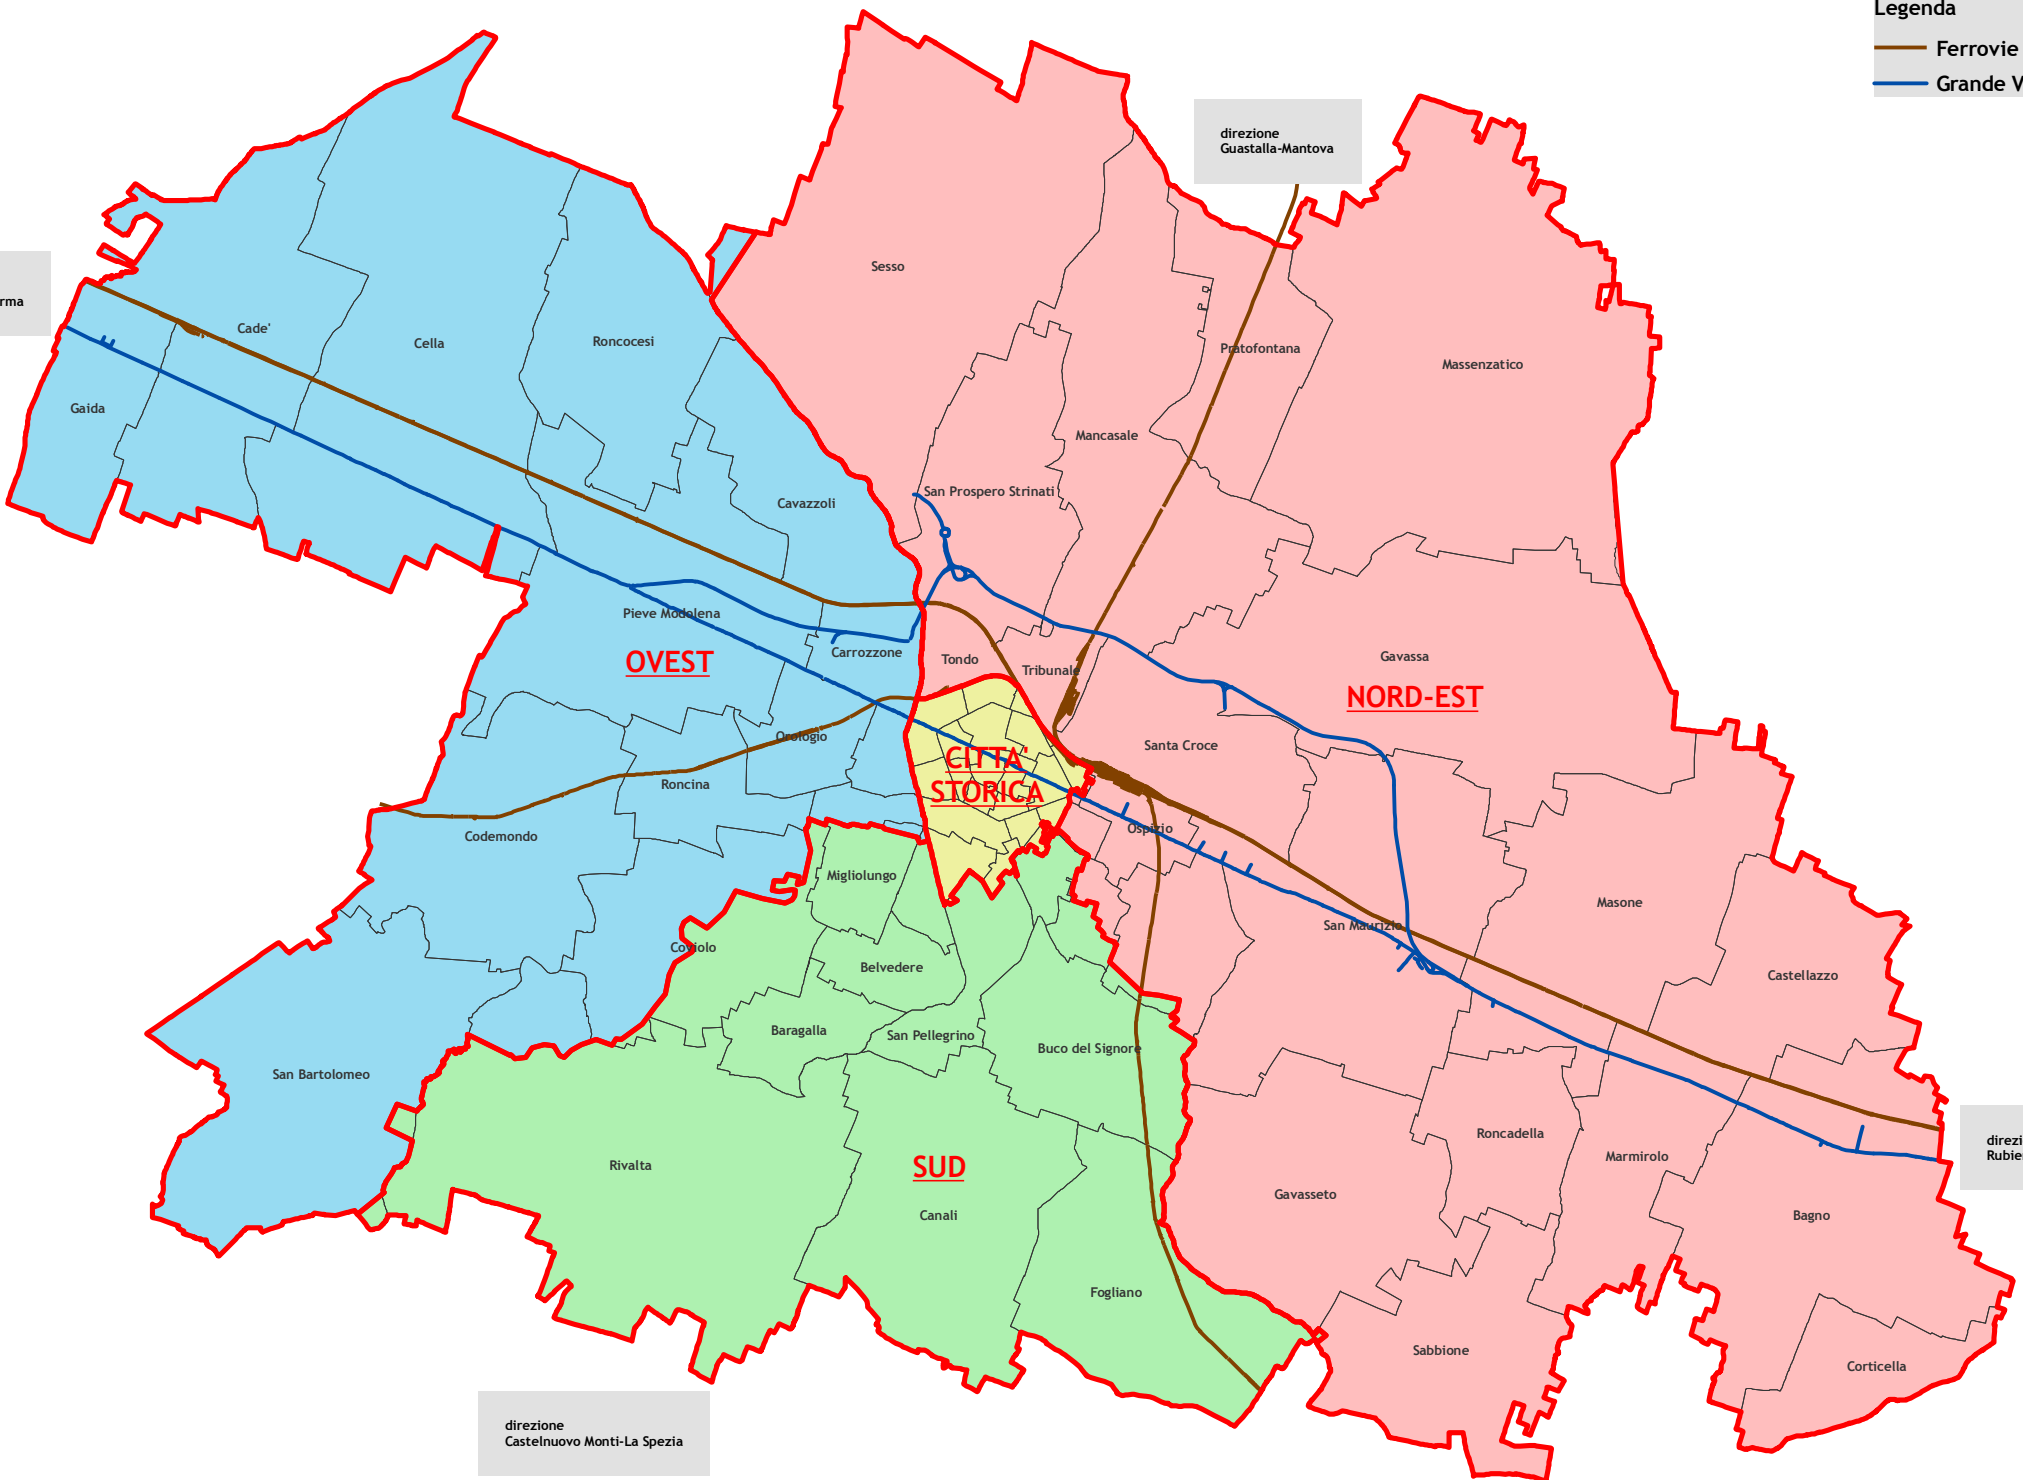 Legenda
Ferrovie
Grande V
direzione
Guastalla-Mantova
rma
Sesso
Cade'
Cella
Roncocesi
Pratofontana
Massenzatico
Gaida
Mancasale
San Prospero Strinati
Cavazzoli
Pieve Modolena
Carrozzone
Tondo
Tribunale
Gavassa
OVEST
NORD-EST
Orologio
Santa Croce
CITTA'
STORICA
Roncina
Codemondo
Ospizio
Migliolungo
Masone
San Maurizio
Coviolo
Belvedere
Castellazzo
Baragalla
San Pellegrino
Buco del Signore
San Bartolomeo
Roncadella
direzi
Rubier
Marmirolo
Rivalta
SUD
Gavasseto
Canali
Bagno
Fogliano
Sabbione
Corticella
direzione
Castelnuovo Monti-La Spezia